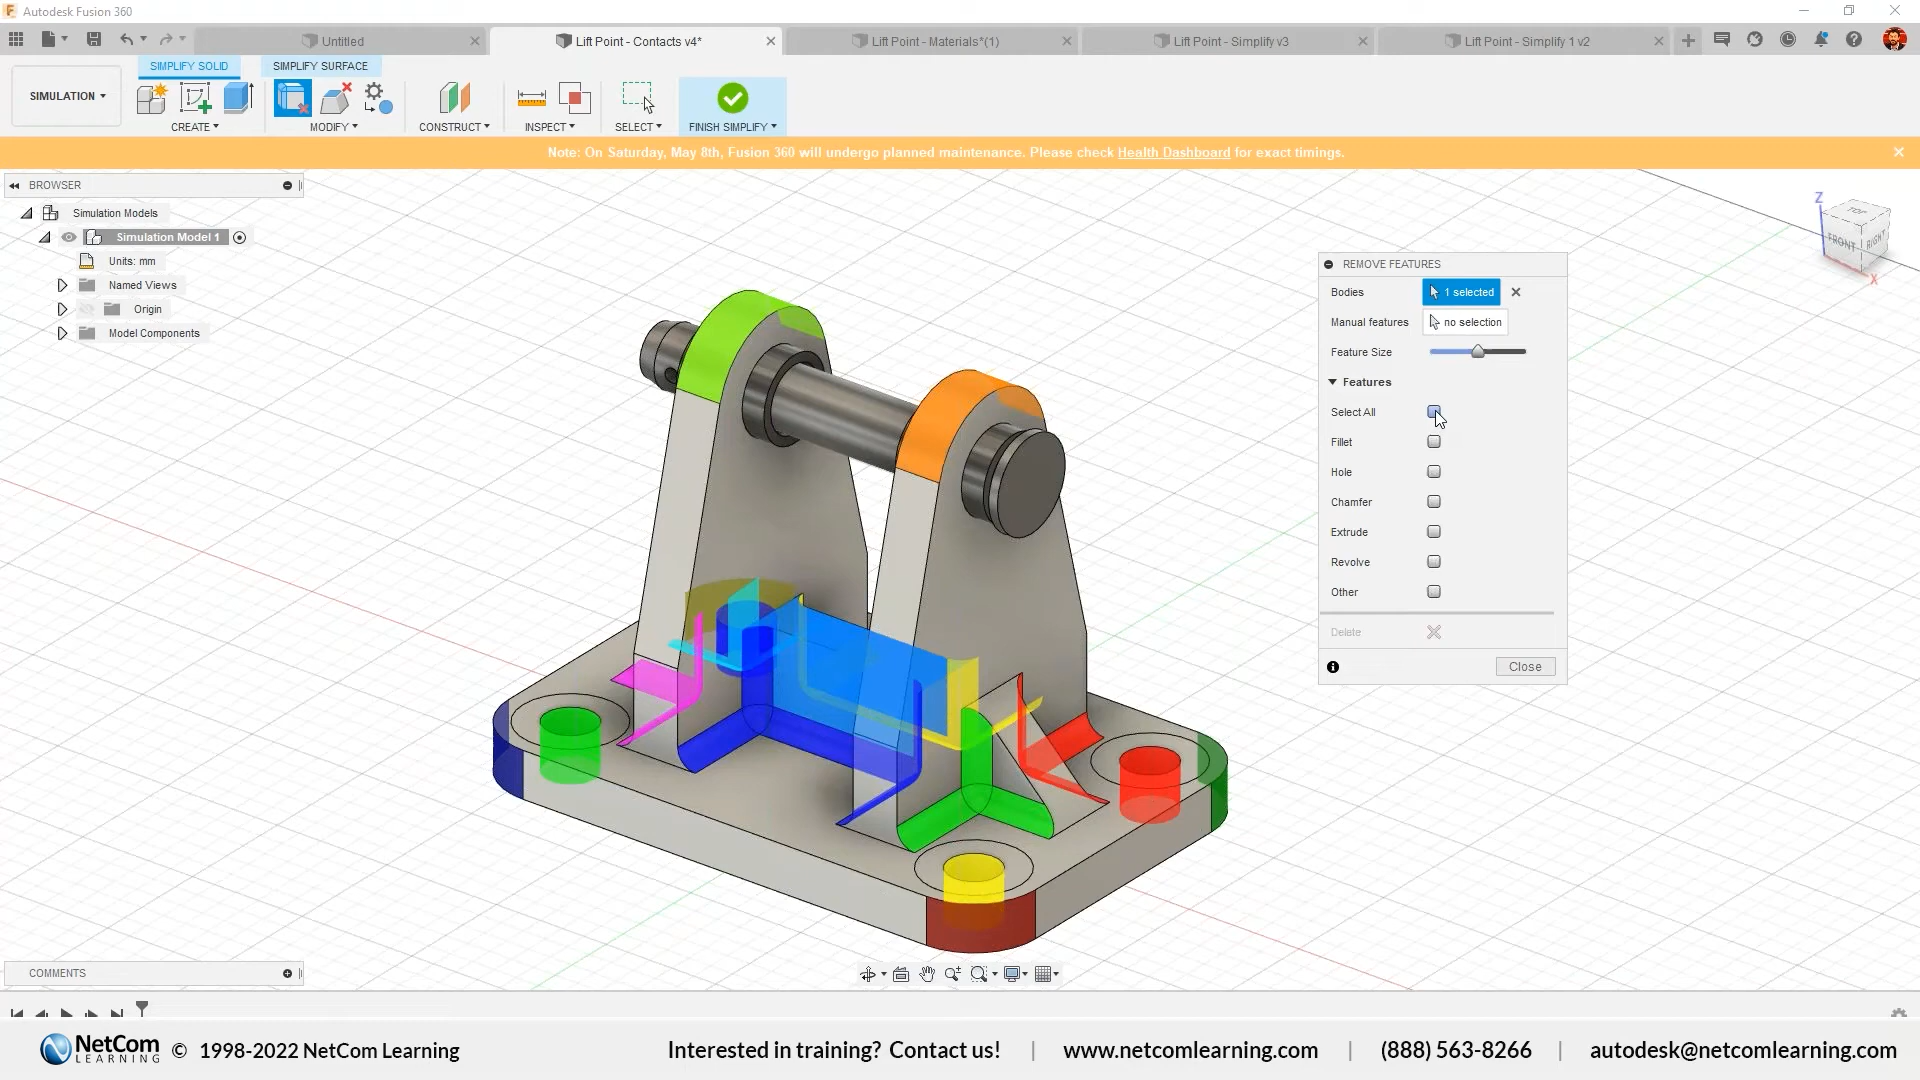 Autodesk Fusion 360
Untitled
Lift Point - Contacts v4*
Lift Point - Materials*(1)
Lift Point - Simplify v3
Lift Point - Simplify 1 v2
SIMPLIFY SOLID
SIMPLIFY SURFACE
SIMULATION
CREATE
MODIFY
CONSTRUCT
INSPECT
SELECT
FINISH SIMPLIFY
Note: On Saturday, May 8th, Fusion 360 will undergo planned maintenance. Please check Health Dashboard for exact timings.
BROWSER
Simulation Models
Simulation Model 1
Units: mm
Named Views
Origin
Model Components
Z
TOP
FRONT
RIGHT
X
REMOVE FEATURES
Bodies 1 selected
Manual features no selection
Feature Size
Features
Select All
Fillet
Hole
Chamfer
Extrude
Revolve
Other
Delete
Close
COMMENTS
NetCom
LEARNING
© 1998-2022 NetCom Learning
Interested in training? Contact us! | www.netcomlearning.com | (888) 563-8266 | autodesk@netcomlearning.com